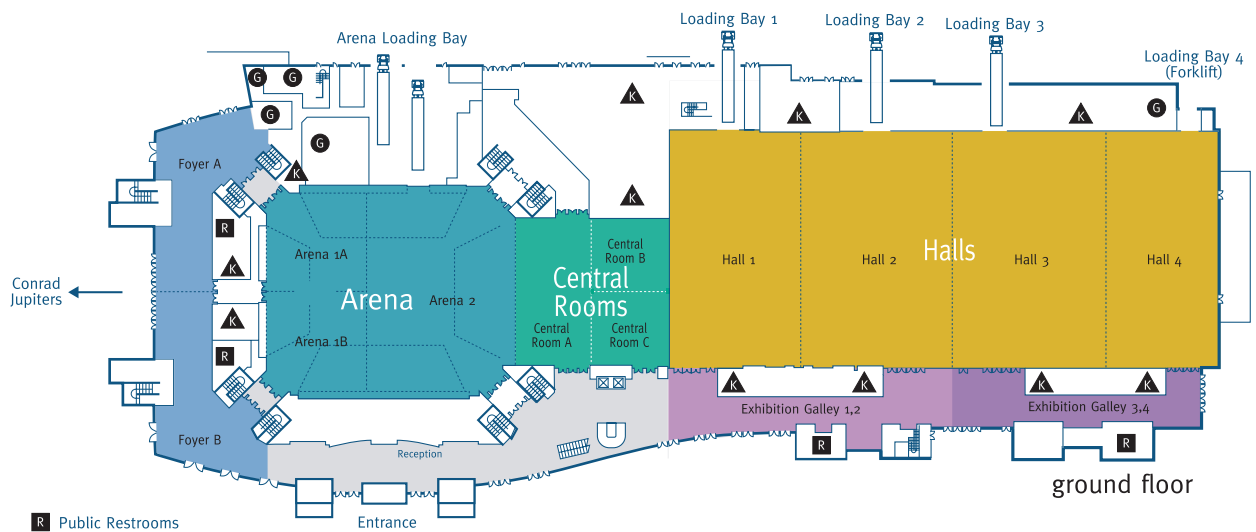 Loading Bay 1
Loading Bay 2
Loading Bay 3
Arena Loading Bay
Loading Bay 4
(Forklift)
G
G
K
G
K
K
G
G
Foyer A
K
K
R
K
Arena 1A
Central
Room B
Hall 1
Hall 2
Halls
Hall 3
Hall 4
Conrad
Jupiters
Arena
Arena 2
Central
Rooms
K
Arena 1B
Central
Room A
Central
Room C
R
K
K
K
K
Exhibition Galley 1,2
Exhibition Galley 3,4
Foyer B
Reception
R
R
ground floor
R
Public Restrooms
Entrance